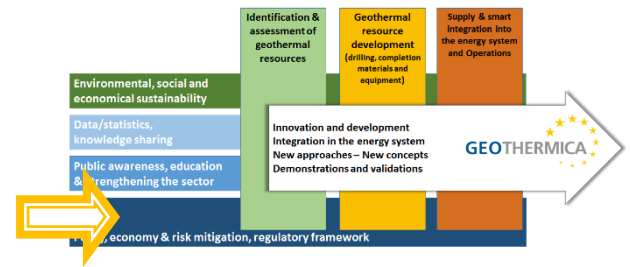 Identification &
assessment of
geothermal
resources
Geothermal
resource
development
(drilling, completion
materials and
equipment)
Supply & smart
integration into
the energy system
and Operations
Environmental, social and
economical sustainability
Data/statistics,
knowledge sharing
Public awareness, education
& strengthening the sector
economy & risk mitigation, regulatory framework
Innovation and development
Integration in the energy system
New approaches – New concepts
Demonstrations and validations
GEOTHERMICA